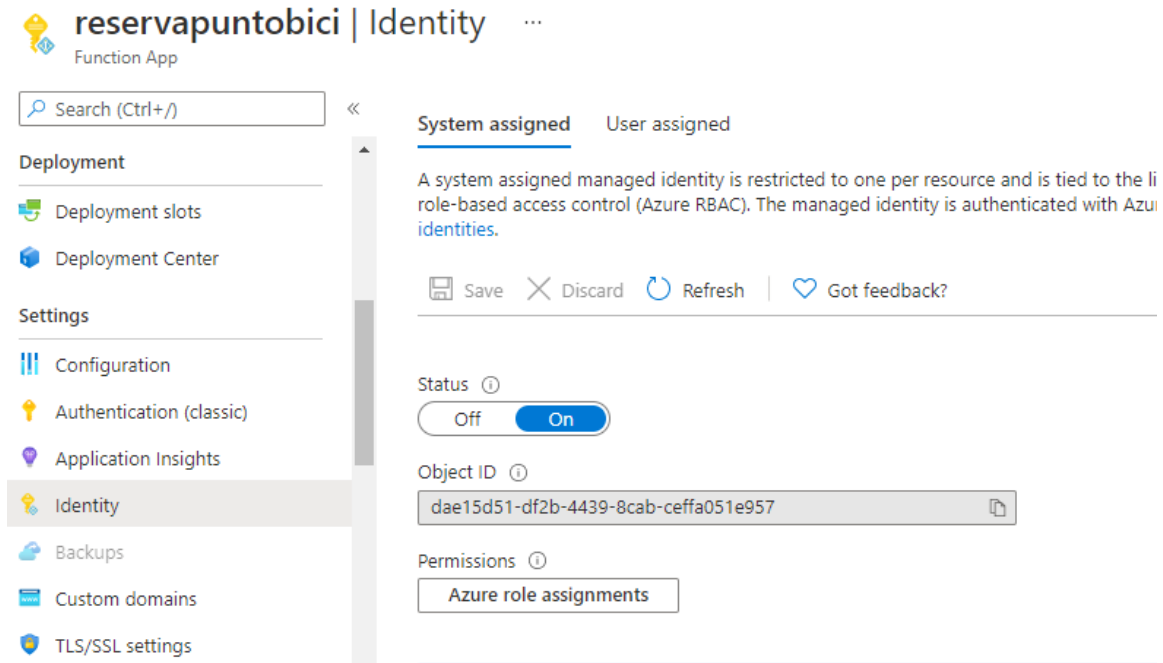 reservapuntobici | Identity ...
Function App
Search (Ctrl+/)
«
Deployment
Deployment slots
Deployment Center
Settings
Configuration
Authentication (classic)
Application Insights
Identity
Backups
Custom domains
TLS/SSL settings
System assigned User assigned
A system assigned managed identity is restricted to one per resource and is tied to the li
role-based access control (Azure RBAC). The managed identity is authenticated with Azu
identities.
Save Discard Refresh Got feedback?
Status
Off On
Object ID
dae15d51-df2b-4439-8cab-ceffa051e957
Permissions
Azure role assignments